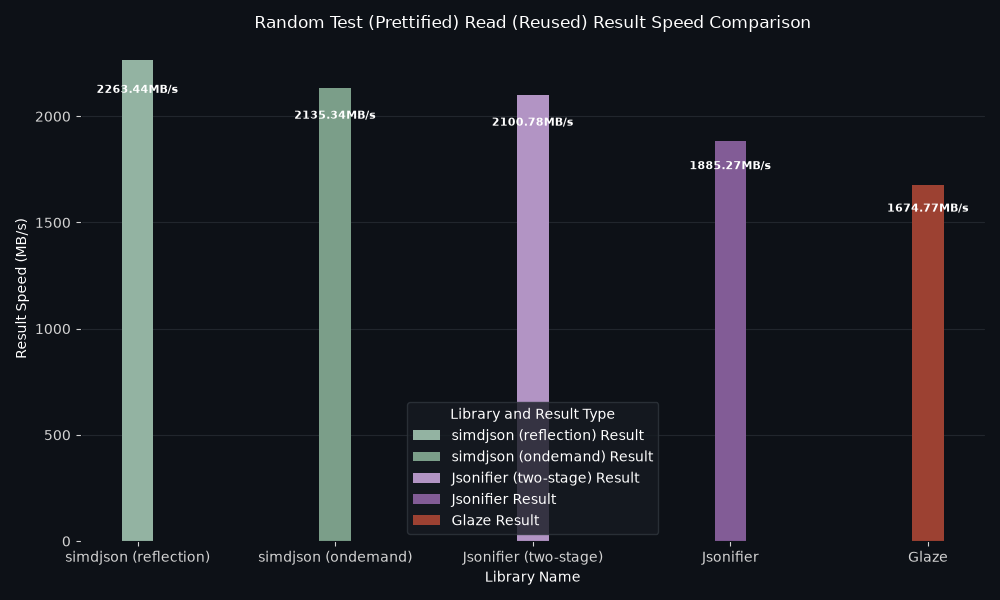 Random Test (Prettified) Read (Reused) Result Speed Comparison
2263.44MB/s
2135.34MB/s
2100.78MB/s
1885.27MB/s
1674.77MB/s
Result Speed (MB/s)
2000
1500
1000
500
0
Library and Result Type
simdjson (reflection) Result
simdjson (ondemand) Result
Jsonifier (two-stage) Result
Jsonifier Result
Glaze Result
simdjson (reflection) simdjson (ondemand) Jsonifier (two-stage) Jsonifier Glaze
Library Name